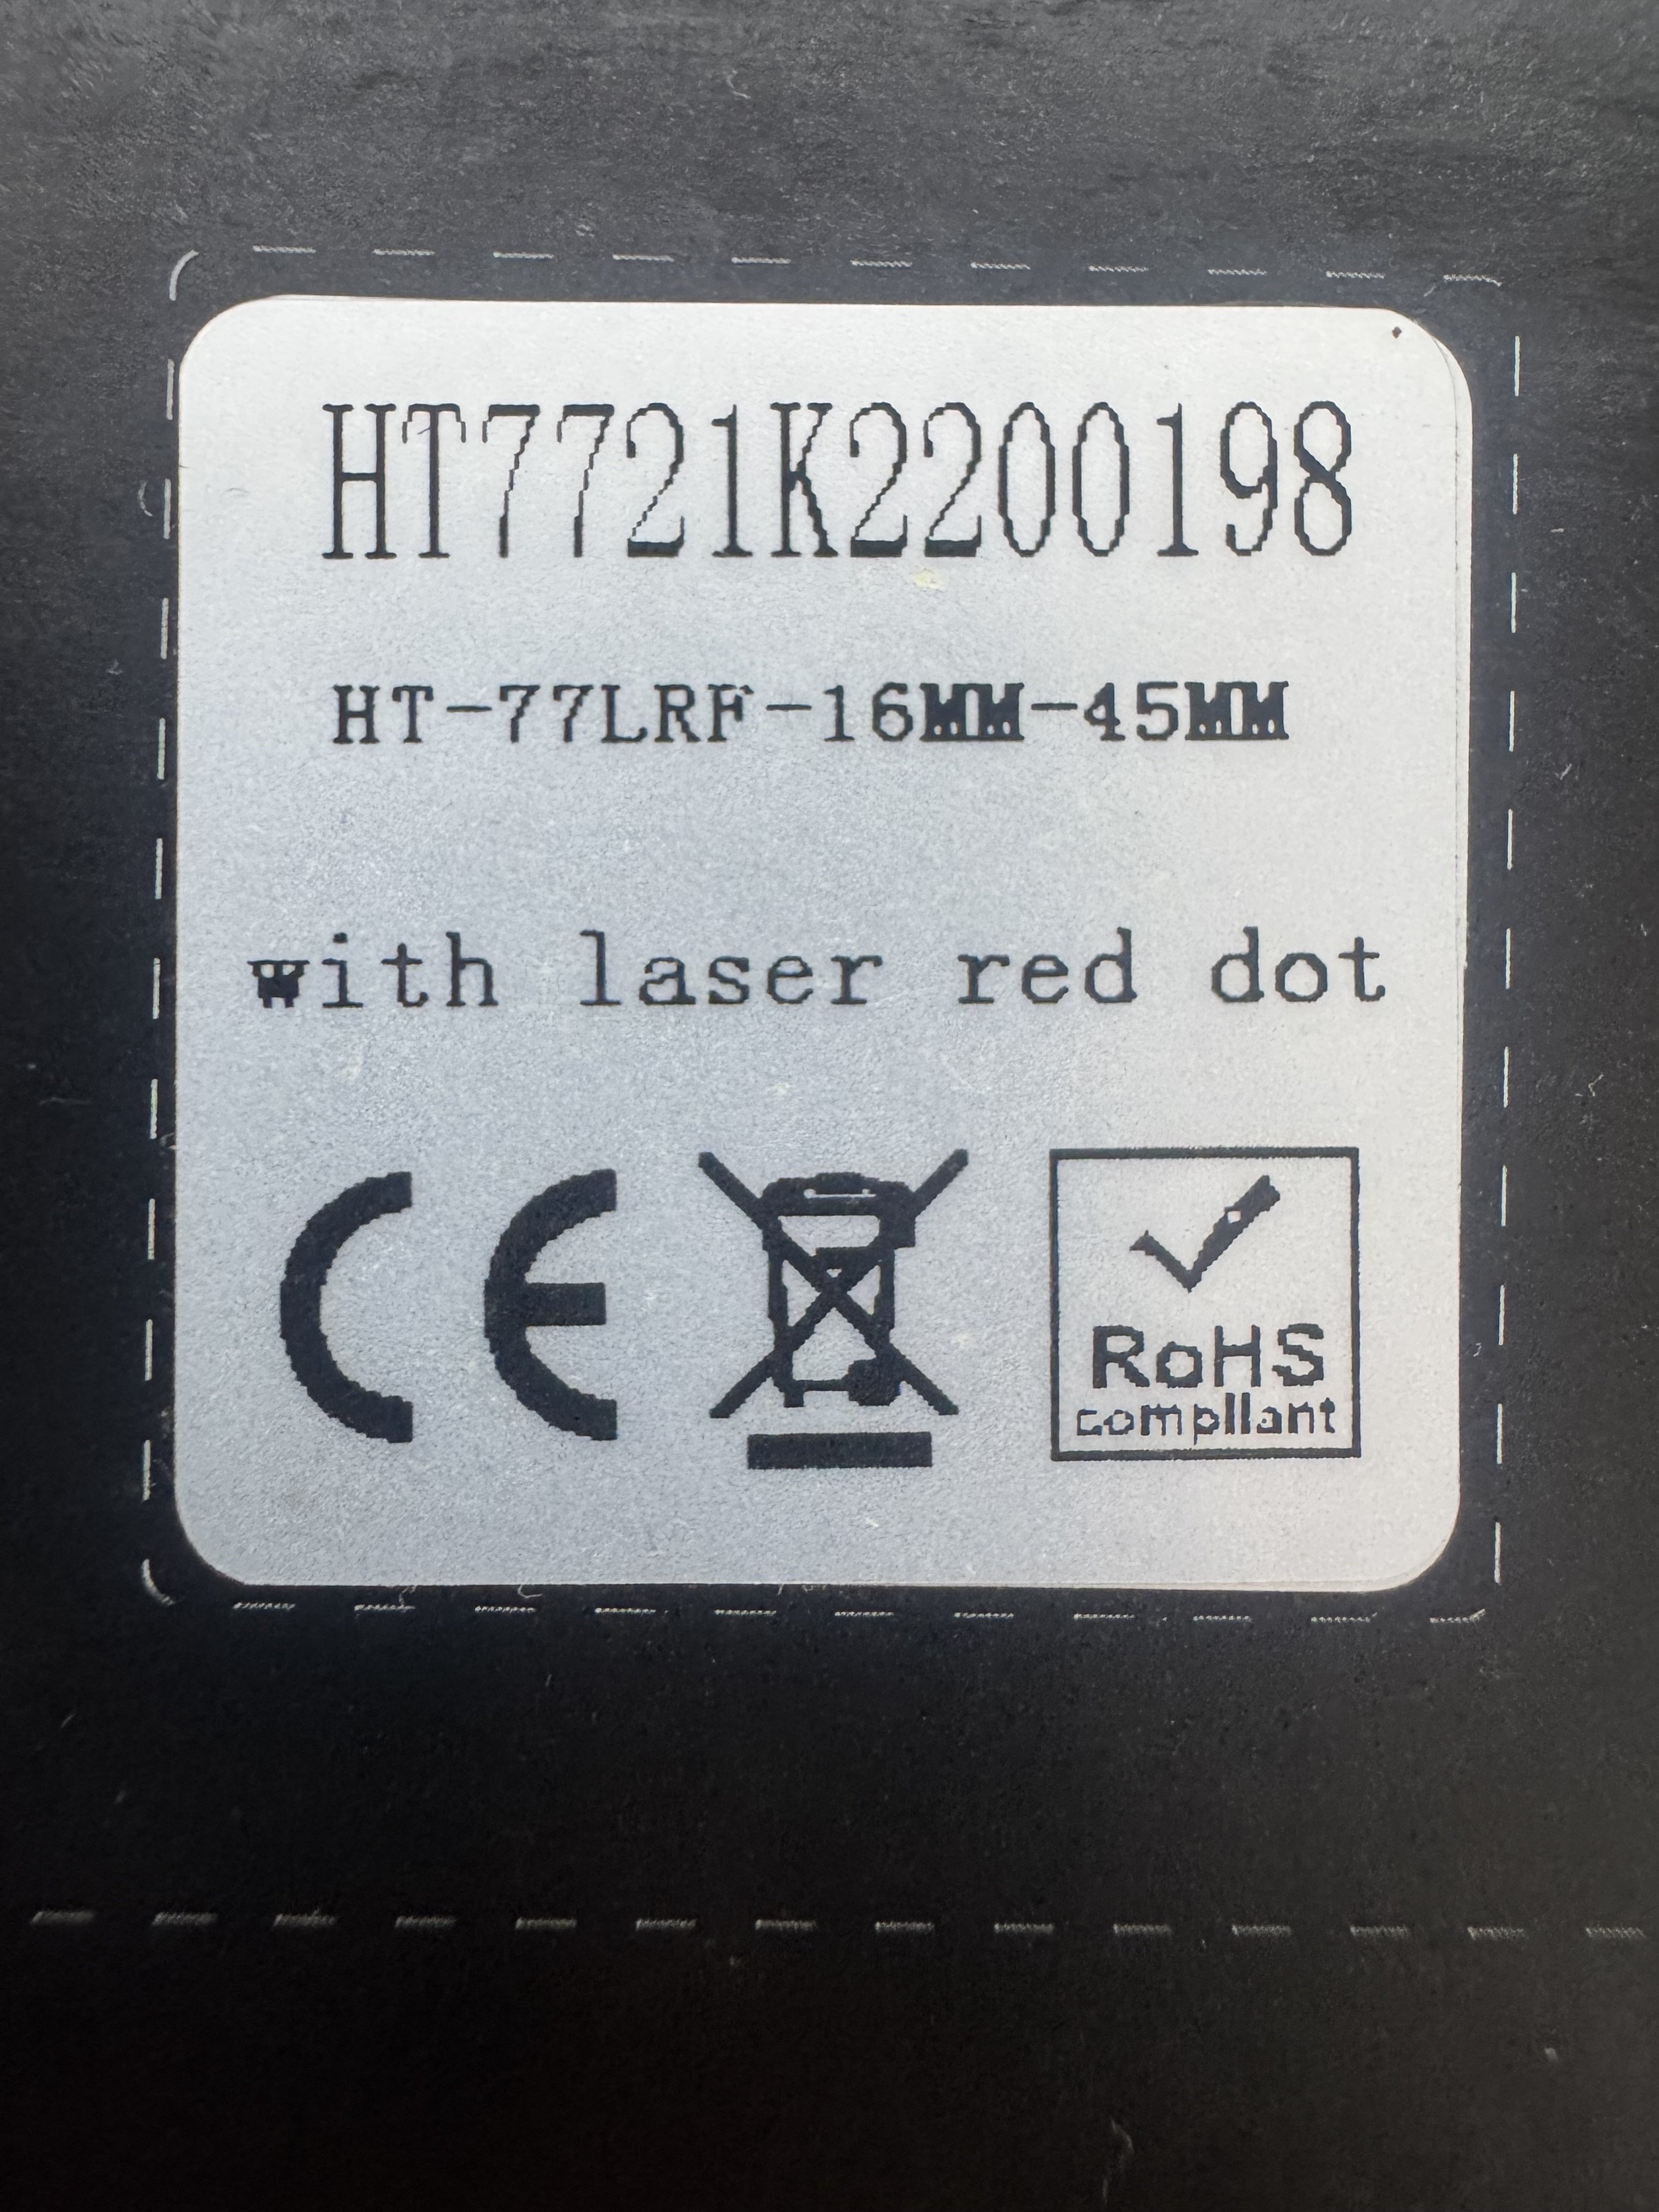 HT7721K2200198
HT-77LRF-16MM-45MM
with laser red dot
CE
RoHS
compliant